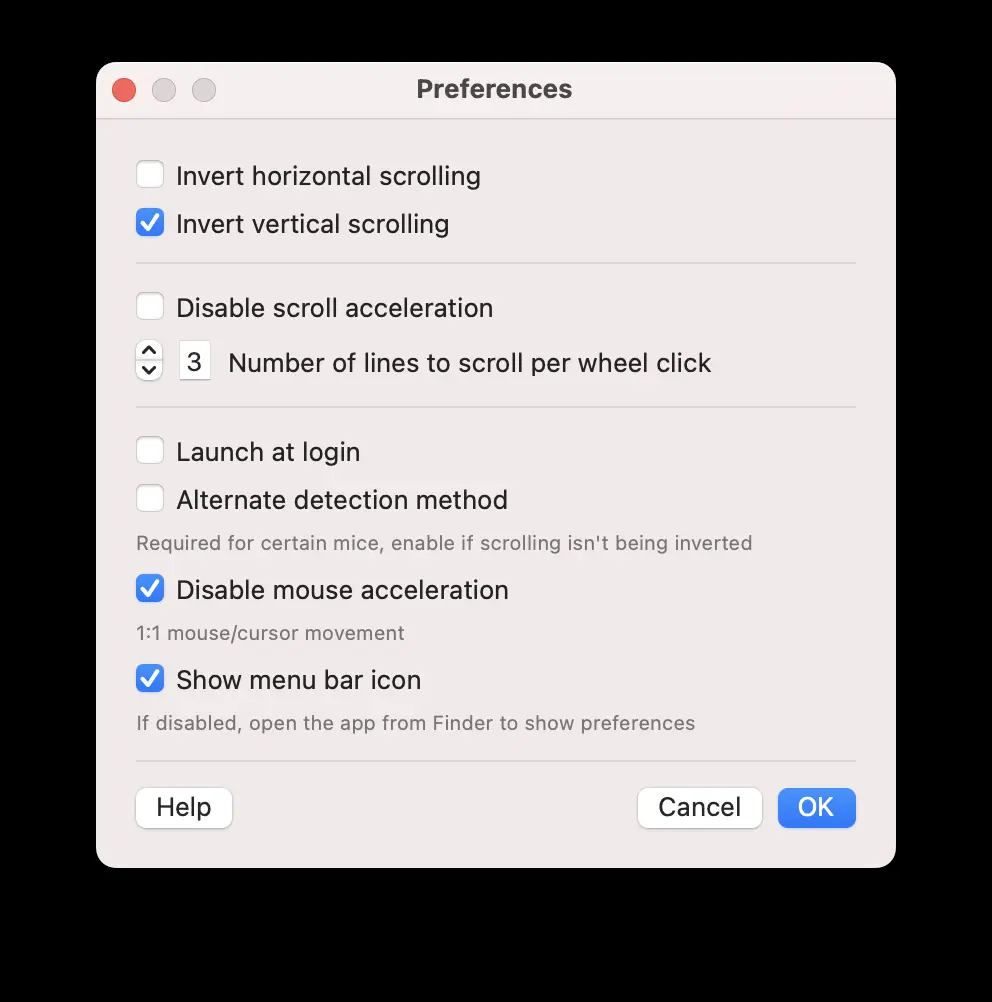 Preferences
Invert horizontal scrolling
Invert vertical scrolling
Disable scroll acceleration
3 Number of lines to scroll per wheel click
Launch at login
Alternate detection method
Required for certain mice, enable if scrolling isn't being inverted
Disable mouse acceleration
1:1 mouse/cursor movement
Show menu bar icon
If disabled, open the app from Finder to show preferences
Help Cancel OK